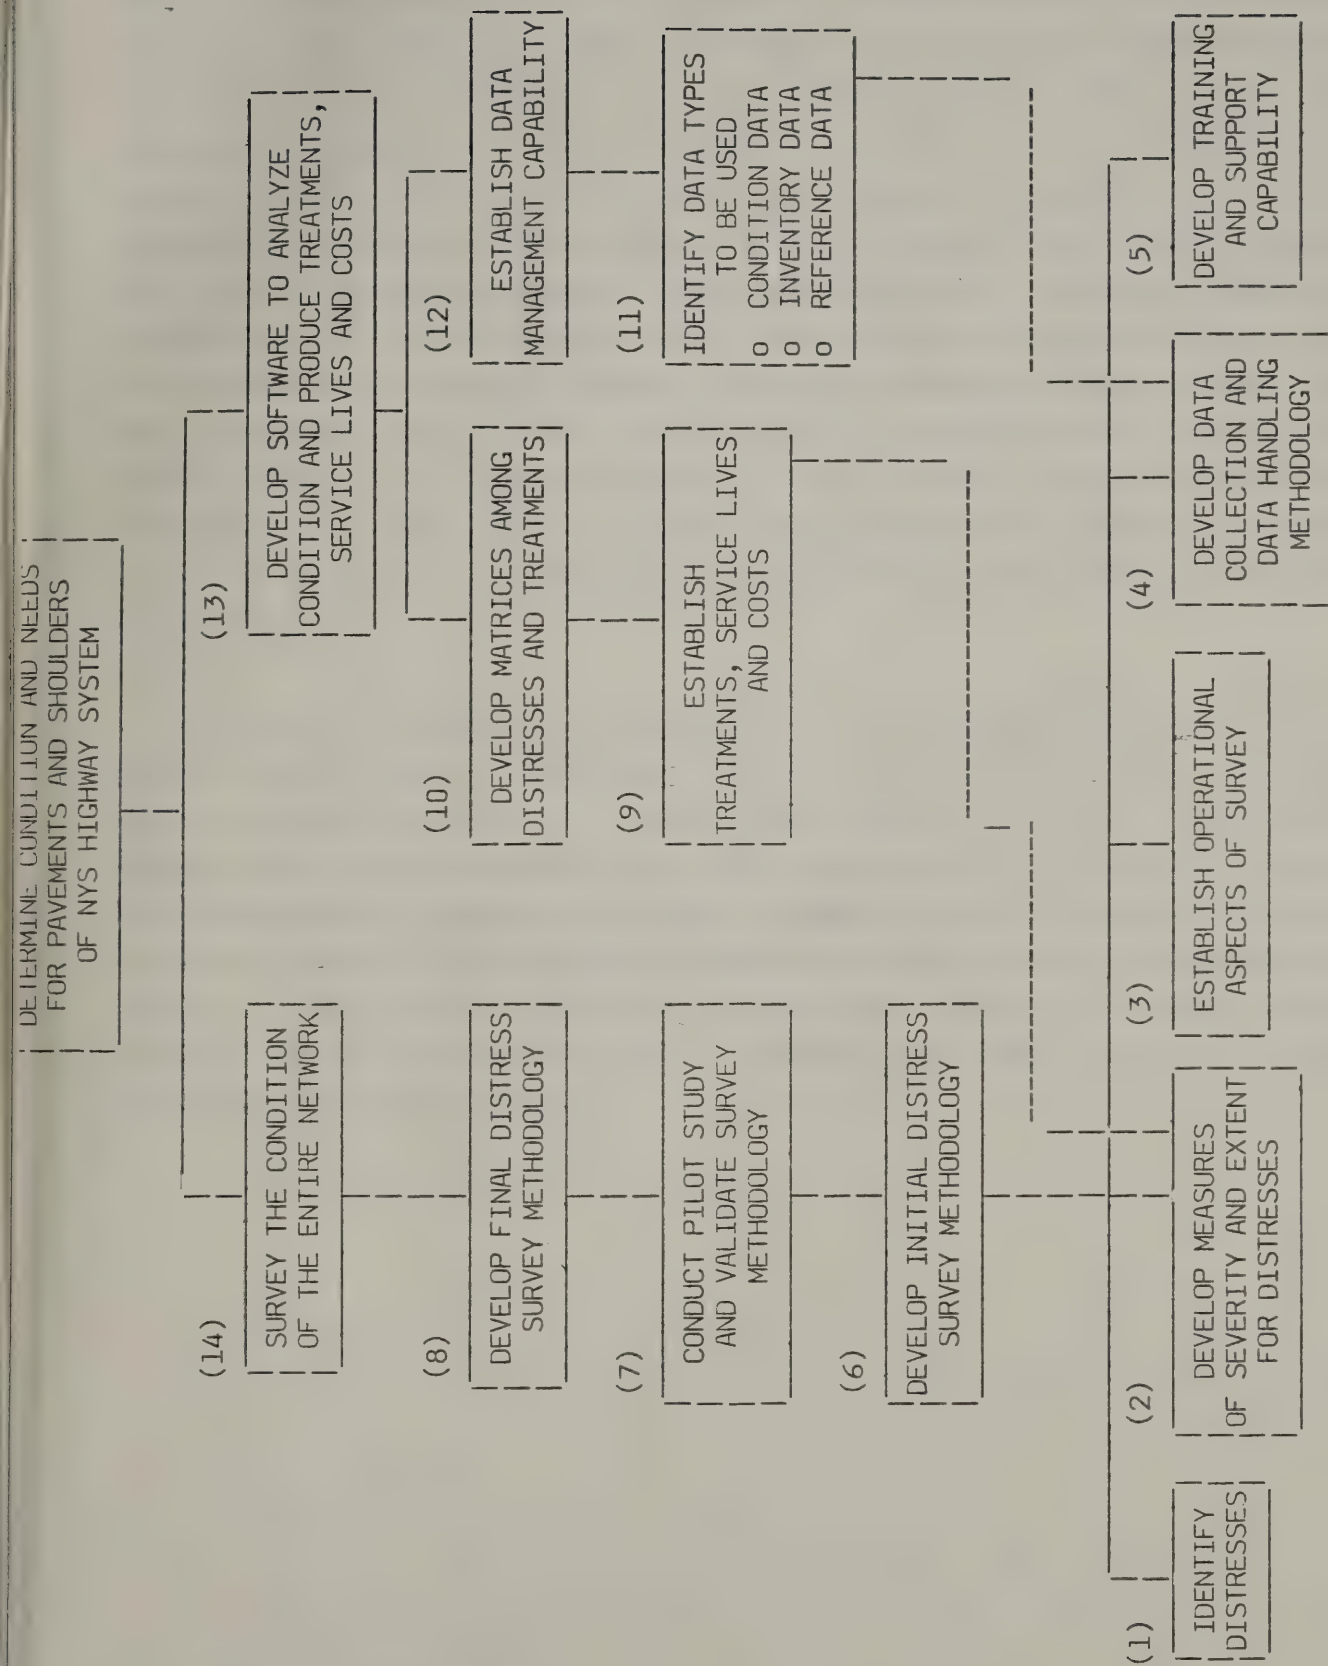 DETERMINE CONDITION AND NEEDS
FOR PAVEMENTS AND SHOULDERS
OF NYS HIGHWAY SYSTEM
(14)
SURVEY THE CONDITION
OF THE ENTIRE NETWORK
(13)
DEVELOP SOFTWARE TO ANALYZE
CONDITION AND PRODUCE TREATMENTS,
SERVICE LIVES AND COSTS
(8)
DEVELOP FINAL DISTRESS
SURVEY METHODOLOGY
(10)
DEVELOP MATRICES AMONG
DISTRESSES AND TREATMENTS
(12)
ESTABLISH DATA
MANAGEMENT CAPABILITY
(7)
CONDUCT PILOT STUDY
AND VALIDATE SURVEY
METHODOLOGY
(9)
ESTABLISH
TREATMENTS, SERVICE LIVES
AND COSTS
(11)
IDENTIFY DATA TYPES
TO BE USED
o CONDITION DATA
o INVENTORY DATA
o REFERENCE DATA
(6)
DEVELOP INITIAL DISTRESS
SURVEY METHODOLOGY
(1)
IDENTIFY
DISTRESSES
(2)
DEVELOP MEASURES
OF SEVERITY AND EXTENT
FOR DISTRESSES
(3)
ESTABLISH OPERATIONAL
ASPECTS OF SURVEY
(4)
DEVELOP DATA
COLLECTION AND
DATA HANDLING
METHODOLOGY
(5)
DEVELOP TRAINING
AND SUPPORT
CAPABILITY